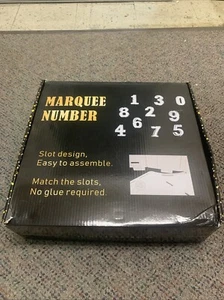 MARQUEE
NUMBER
1 3 0
8 2 9
4 6 7 5
Slot design,
Easy to assemble.
Match the slots,
No glue required.